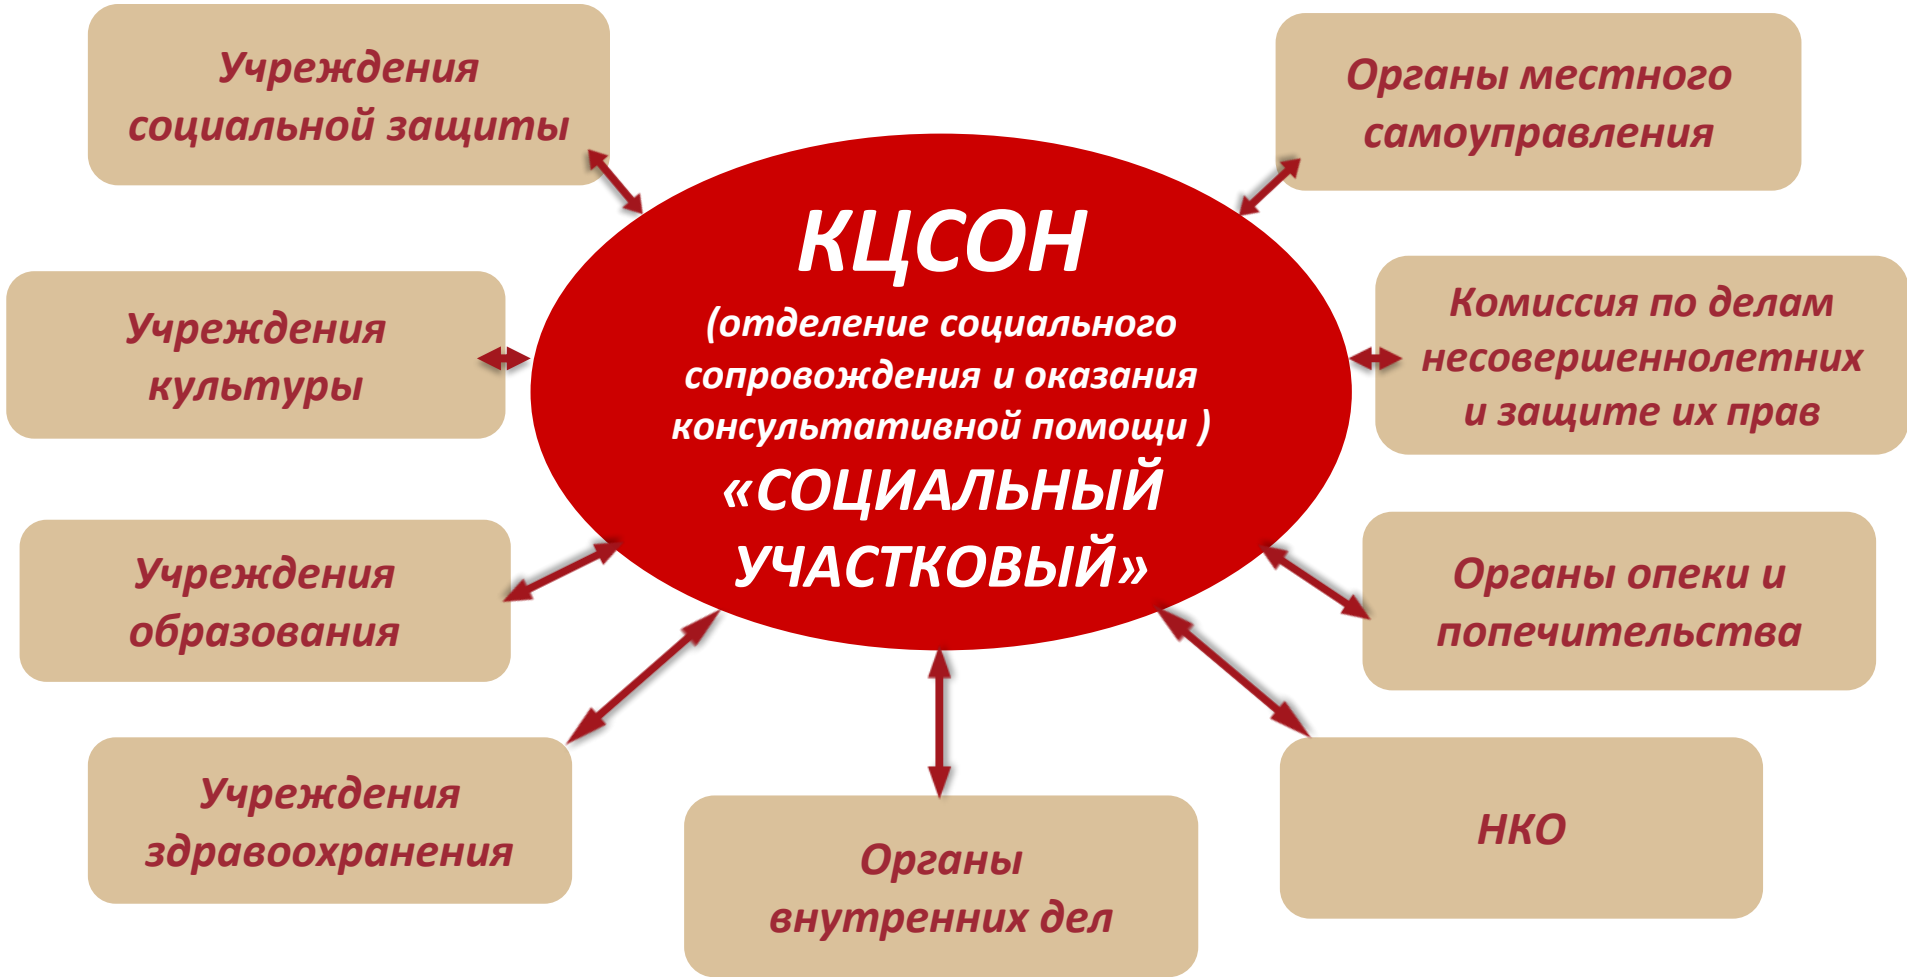 Учреждения
социальной защиты
Органы местного
самоуправления
КЦСОН
(отделение социального
сопровождения и оказания
консультативной помощи )
«СОЦИАЛЬНЫЙ
УЧАСТКОВЫЙ»
Учреждения
культуры
Комиссия по делам
несовершеннолетних
и защите их прав
Учреждения
образования
Органы опеки и
попечительства
Учреждения
здравоохранения
Органы
внутренних дел
НКО